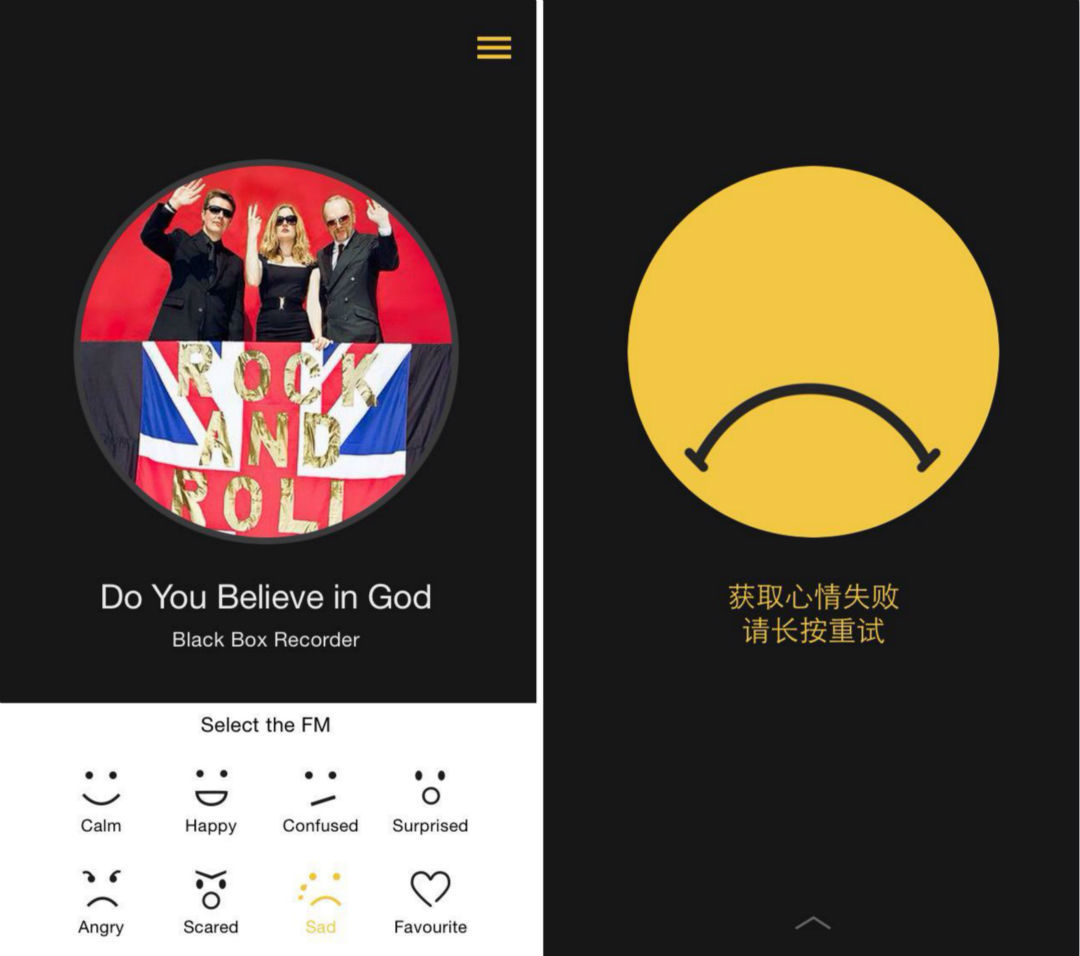 ROCK
AND
ROLL
Do You Believe in God
Black Box Recorder
Select the FM
Calm
Happy
Confused
Surprised
Angry
Scared
Sad
Favourite
获取心情失败
请长按重试